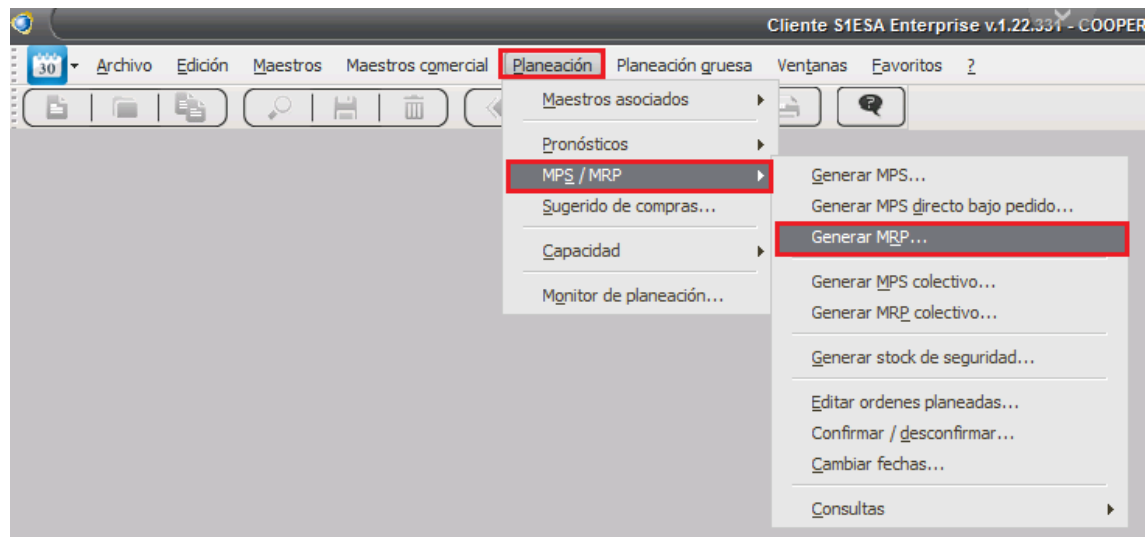 Cliente S1ESA Enterprise v.1.22.331 - COOPER
30 Archivo Edición Maestros Maestros comercial Planeación Planeación gruesa Ventanas Favoritos ?
Maestros asociados
Pronósticos
MPS / MRP
Sugerido de compras...
Capacidad
Monitor de planeación...
Generar MPS...
Generar MPS directo bajo pedido...
Generar MRP...
Generar MPS colectivo...
Generar MRP colectivo...
Generar stock de seguridad...
Editar ordenes planeadas...
Confirmar / desconfirmar...
Cambiar fechas...
Consultas